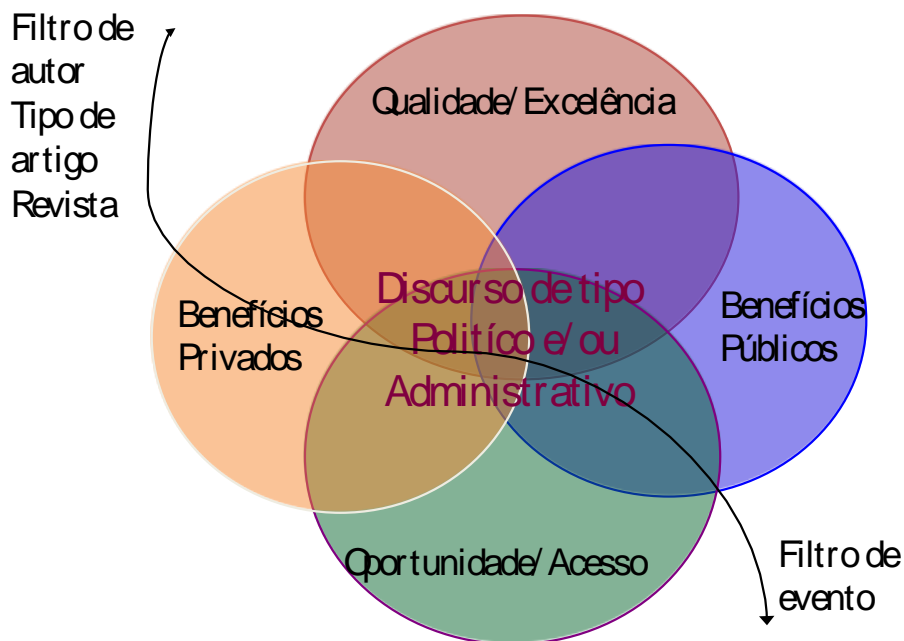 Filtro de
autor
Tipo de
artigo
Revista
Qualidade/Excelência
Benefícios
Privados
Discurso de tipo
Politíco e/ou
Administrativo
Benefícios
Públicos
Oportunidade/Acesso
Filtro de
evento